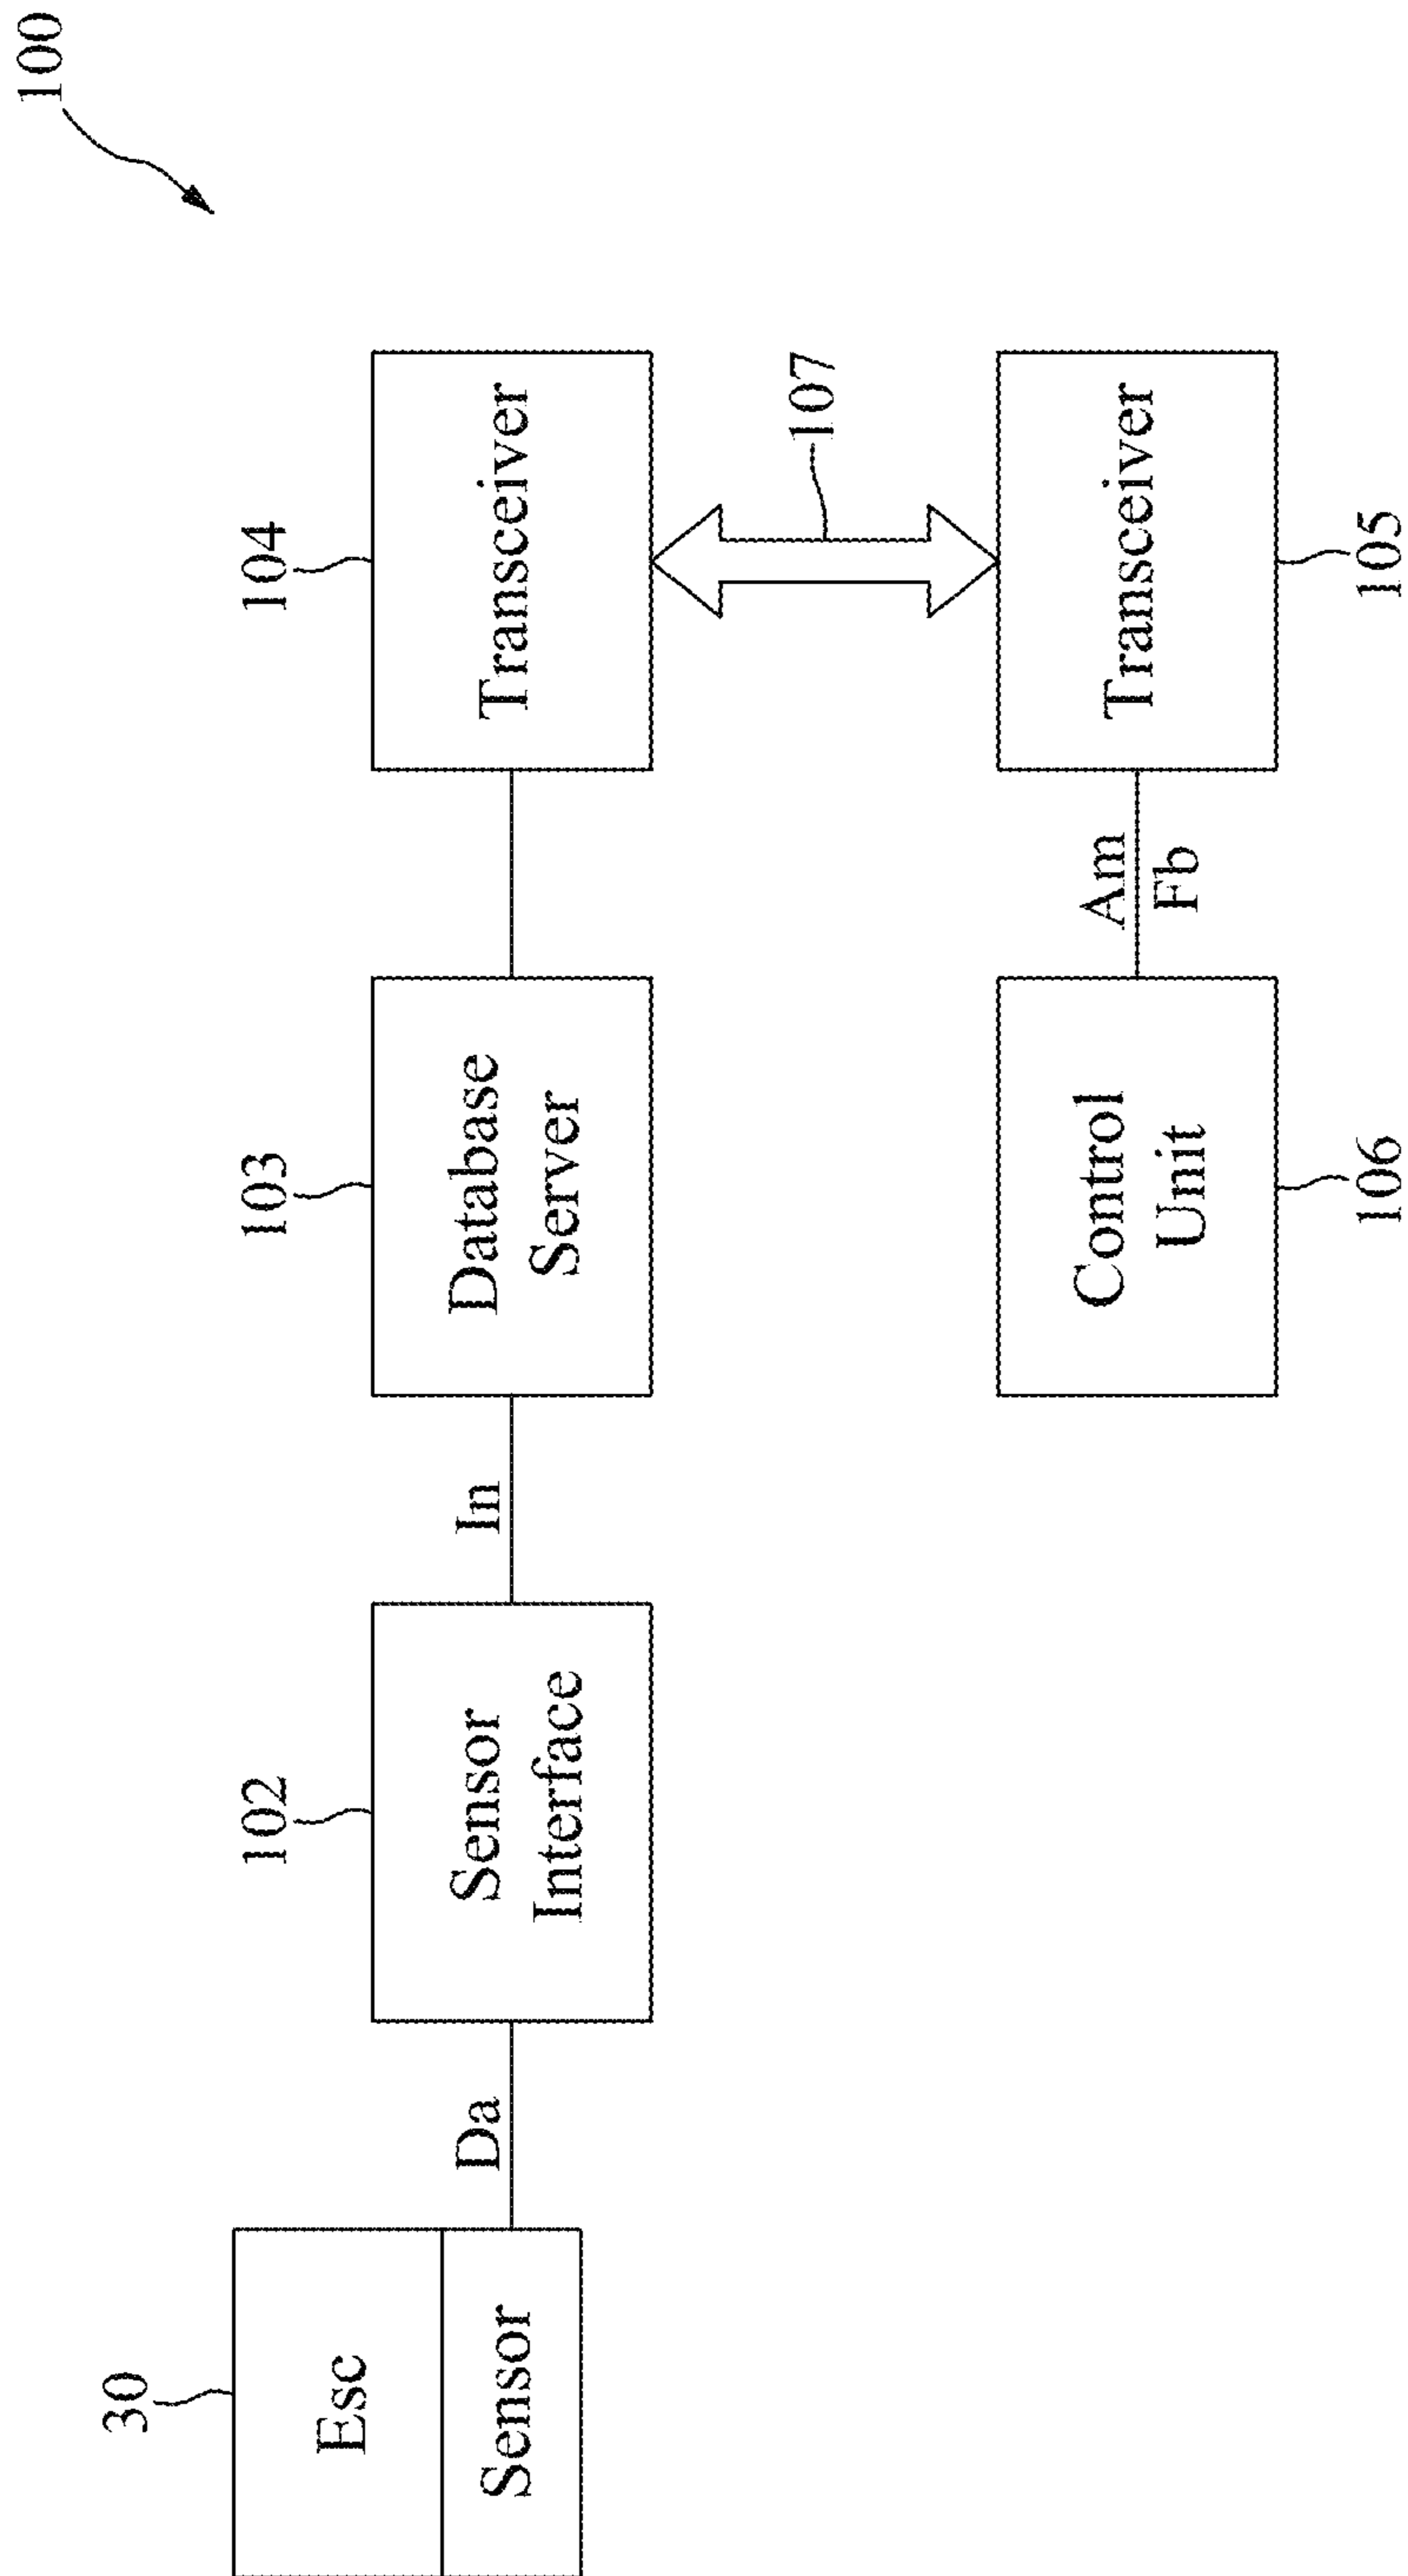 100
30
Esc
Sensor
Da
102
Sensor
Interface
In
103
Database
Server
104
Transceiver
107
Control
Unit
106
Am
Fb
Transceiver
105